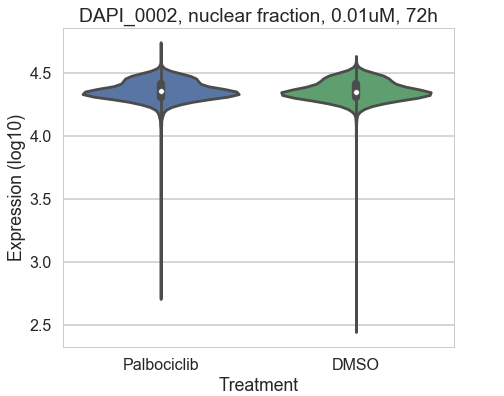 DAPI_0002, nuclear fraction, 0.01uM, 72h
Expression (log10)
4.5
4.0
3.5
3.0
2.5
Palbociclib
DMSO
Treatment